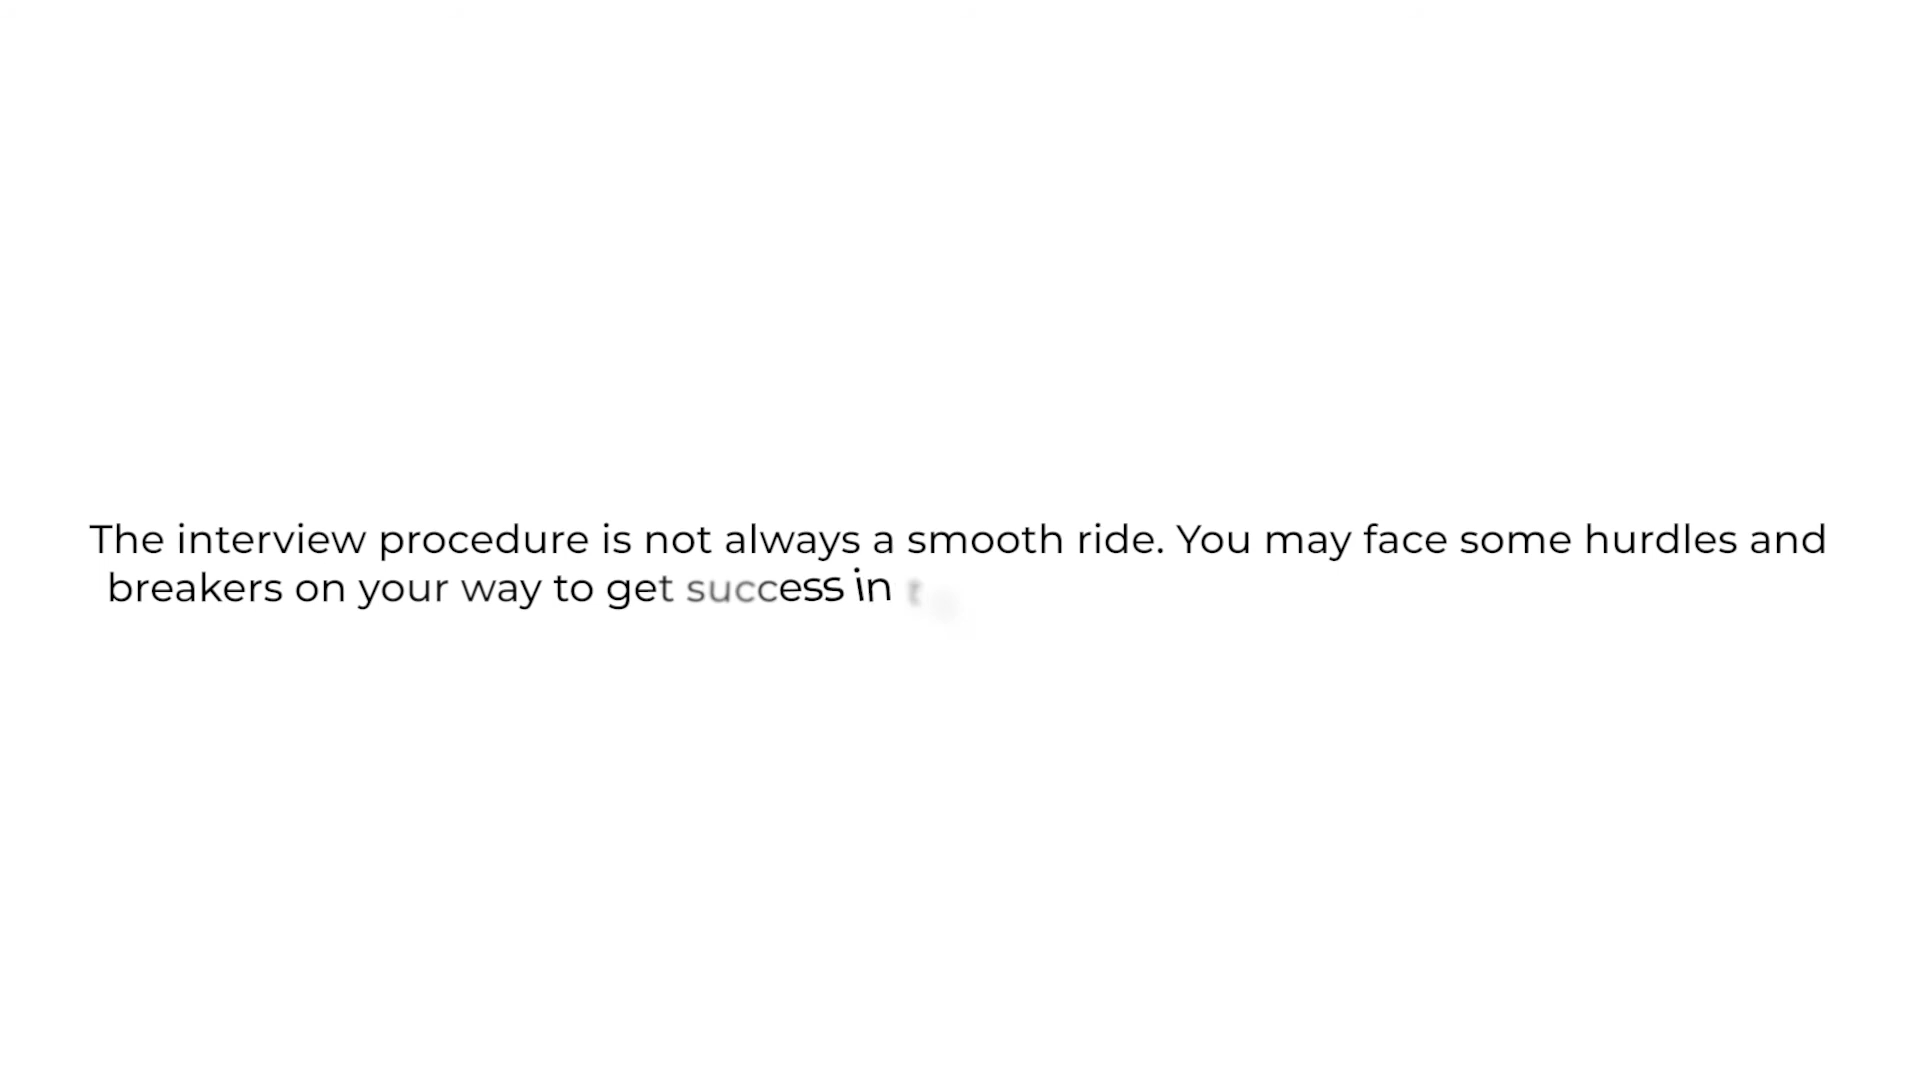 The interview procedure is not always a smooth ride. You may face some hurdles and
breakers on your way to get success in